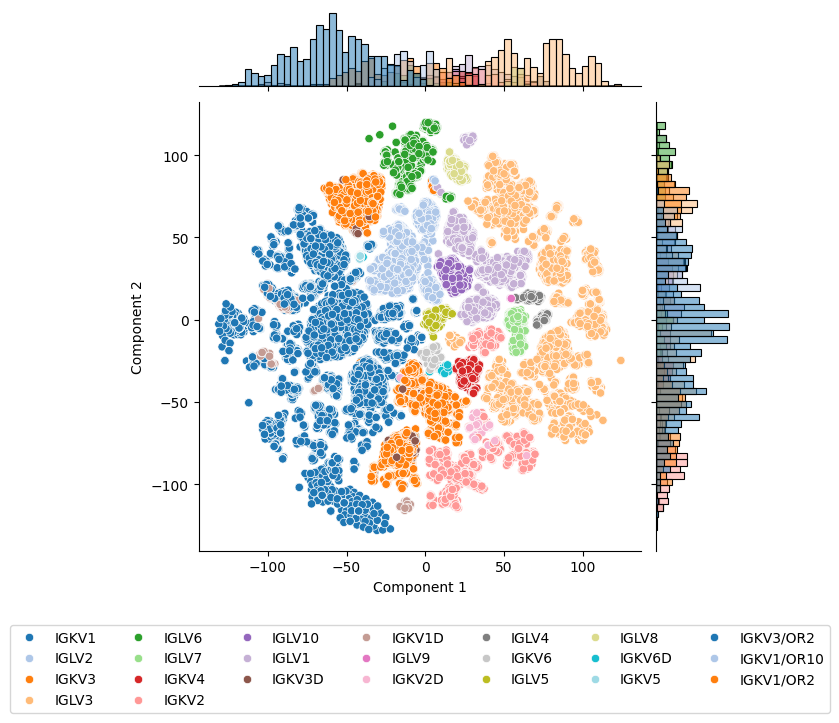 100
50
0
−50
−100
Component 2
−100 −50 0 50 100
Component 1
IGKV1 IGLV6 IGLV10 IGKV1D IGLV4 IGLV8 IGKV3/OR2
IGLV2 IGLV7 IGLV1 IGLV9 IGKV6 IGKV6D IGKV1/OR10
IGKV3 IGKV4 IGKV3D IGKV2D IGLV5 IGKV5 IGKV1/OR2
IGLV3 IGKV2